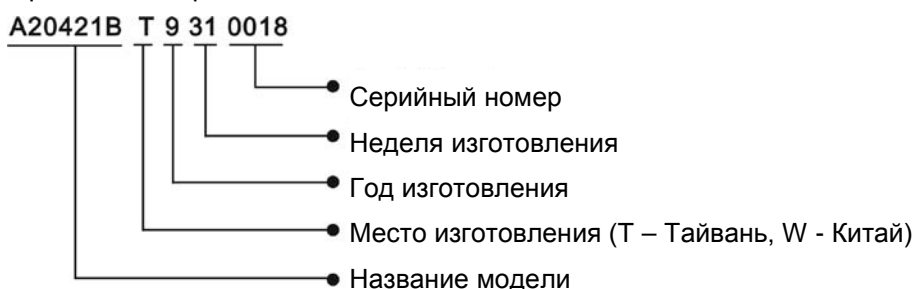 A20421B T 9 31 0018
Серийный номер
Неделя изготовления
Год изготовления
Место изготовления (Т – Тайвань, W - Китай)
Название модели